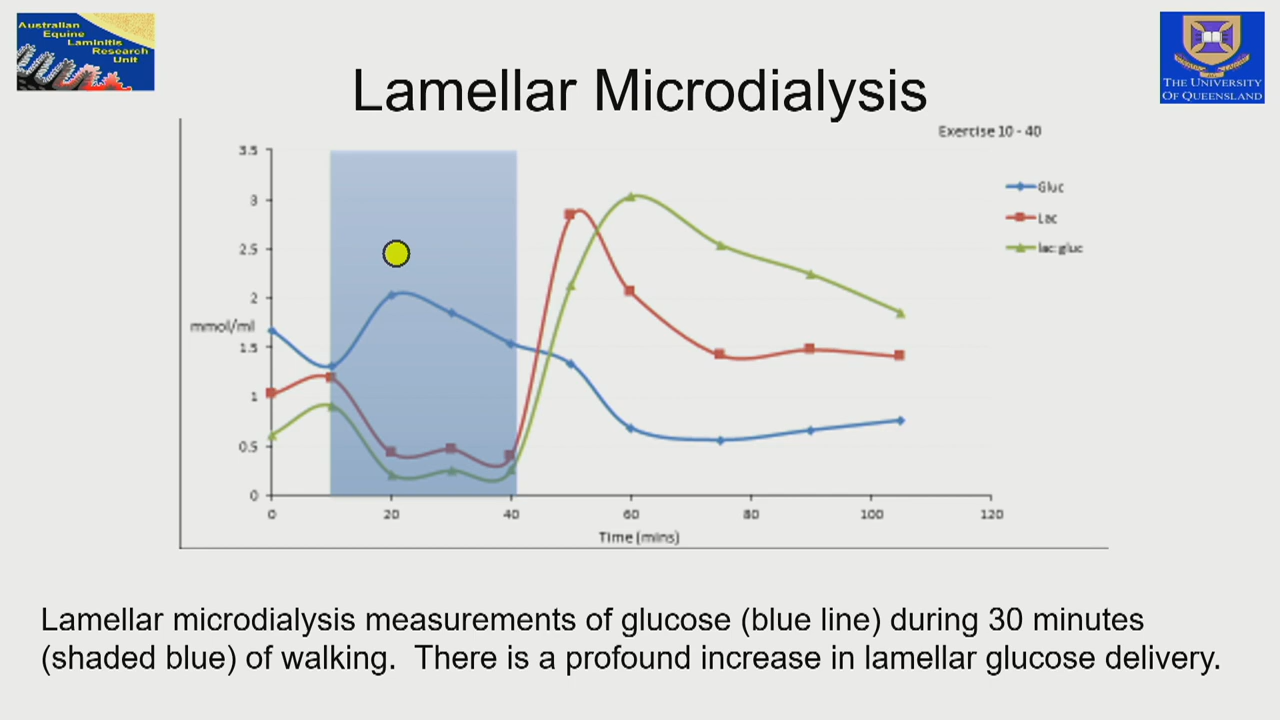 Australian
Equine
Laminitis
Research
Unit
THE UNIVERSITY
OF QUEENSLAND
Lamellar Microdialysis
Exercise 10 - 40
3.5
3
2.5
2
1.5
1
0.5
0
mmol/ml
Gluc
Lac
lac:gluc
0 20 40 60 80 100 120
Time (mins)
Lamellar microdialysis measurements of glucose (blue line) during 30 minutes
(shaded blue) of walking. There is a profound increase in lamellar glucose delivery.